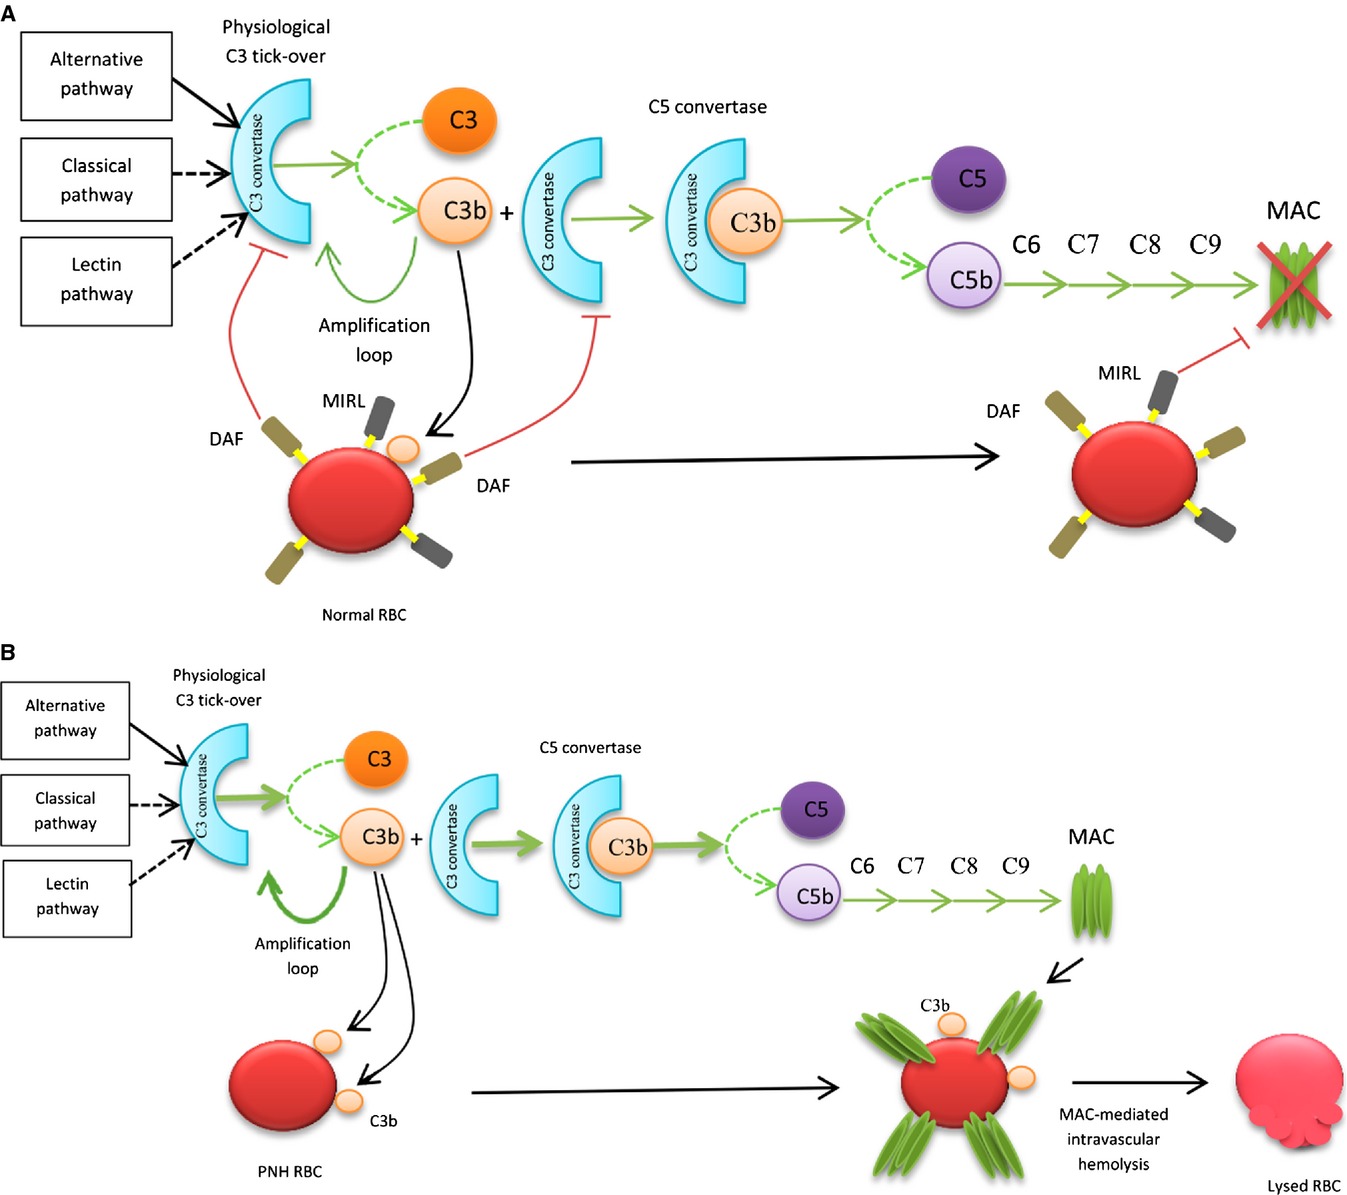 A
Physiological
C3 tick-over
Alternative
pathway
Classical
pathway
Lectin
pathway
C3 convertase
C3
C3b
+
C3 convertase
C5 convertase
C3 convertase
C3b
C5
C5b
C6 C7 C8 C9
MAC
Amplification
loop
MIRL
DAF
DAF
Normal RBC
MIRL
DAF
B
Physiological
C3 tick-over
Alternative
pathway
Classical
pathway
Lectin
pathway
C3 convertase
C3
C3b
+
C3 convertase
C5 convertase
C3 convertase
C3b
C5
C5b
C6 C7 C8 C9
MAC
Amplification
loop
C3b
PNH RBC
C3b
MAC-mediated
intravascular
hemolysis
Lysed RBC